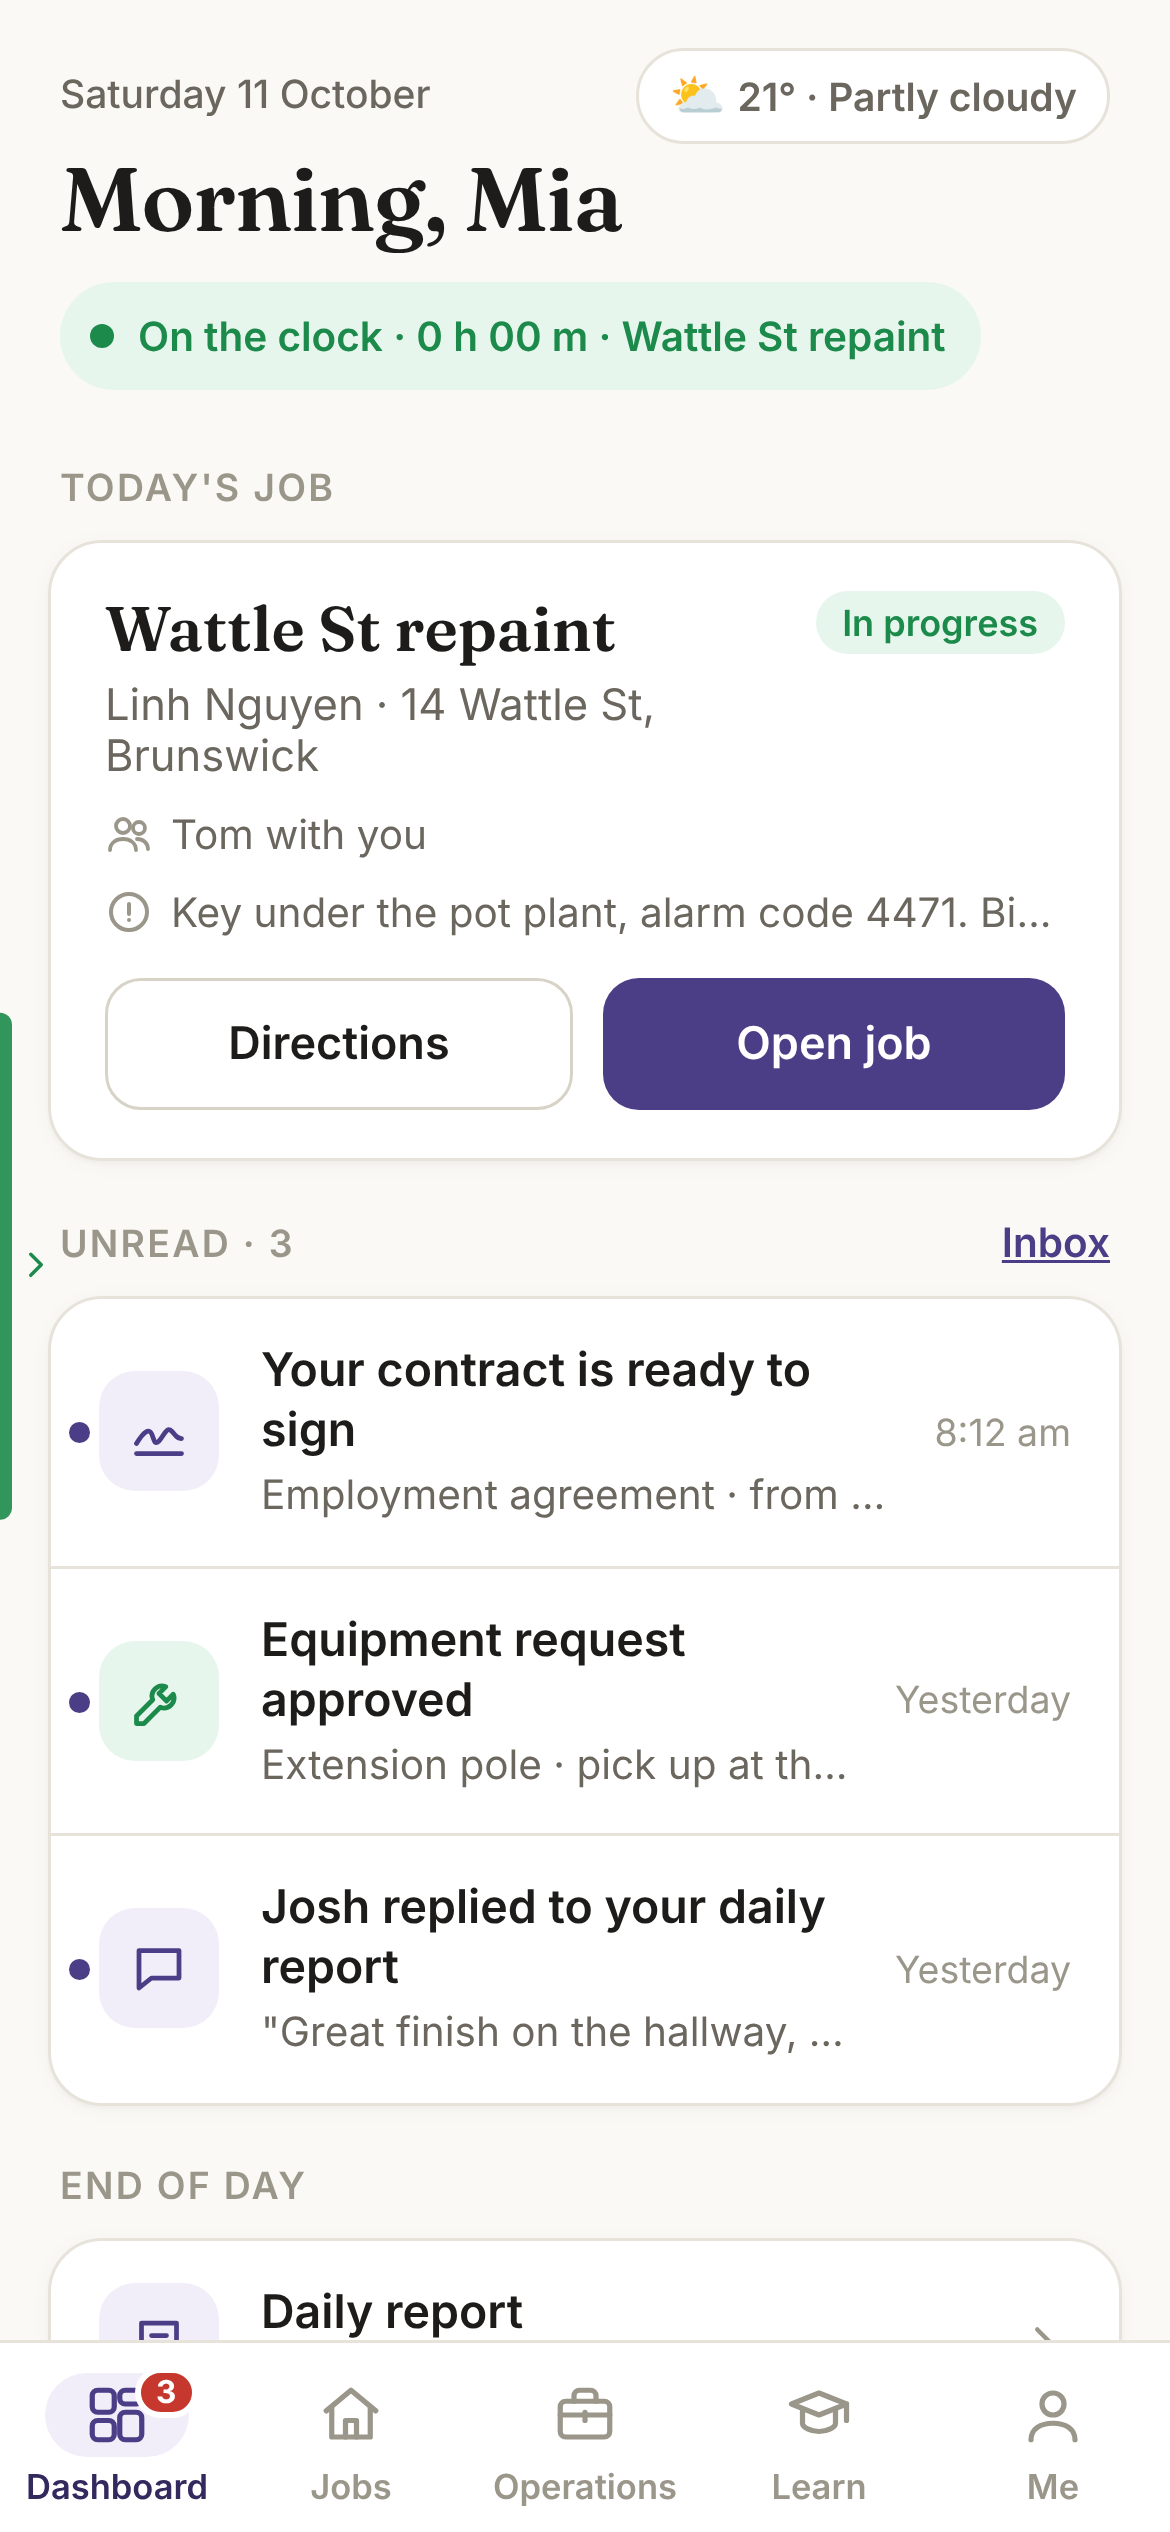 Saturday 11 October
21° · Partly cloudy
Morning, Mia
On the clock · 0 h 00 m · Wattle St repaint
TODAY'S JOB
Wattle St repaint
In progress
Linh Nguyen · 14 Wattle St,
Brunswick
Tom with you
Key under the pot plant, alarm code 4471. Bi...
Directions
Open job
UNREAD · 3
Inbox
Your contract is ready to
sign
8:12 am
Employment agreement · from ...
Equipment request
approved
Yesterday
Extension pole · pick up at th...
Josh replied to your daily
report
Yesterday
"Great finish on the hallway, ...
END OF DAY
Daily report
3
Dashboard
Jobs
Operations
Learn
Me